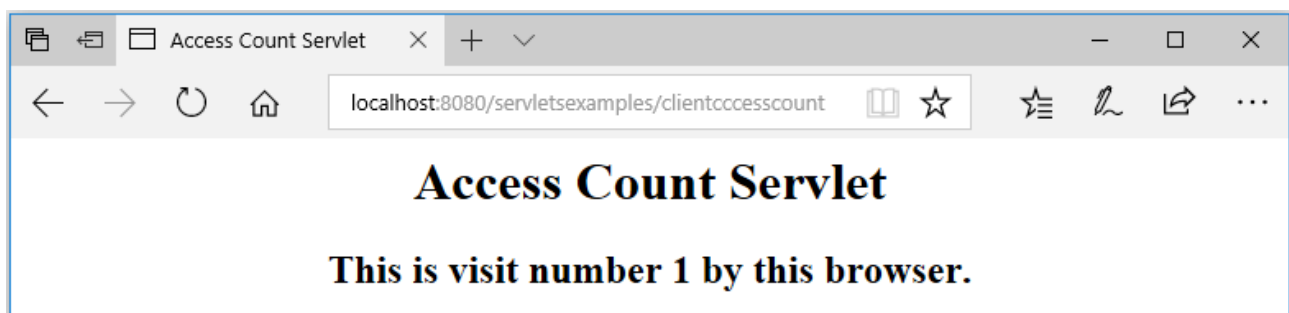 Access Count Servlet
localhost:8080/servletsexamples/clientcccesscount
Access Count Servlet
This is visit number 1 by this browser.